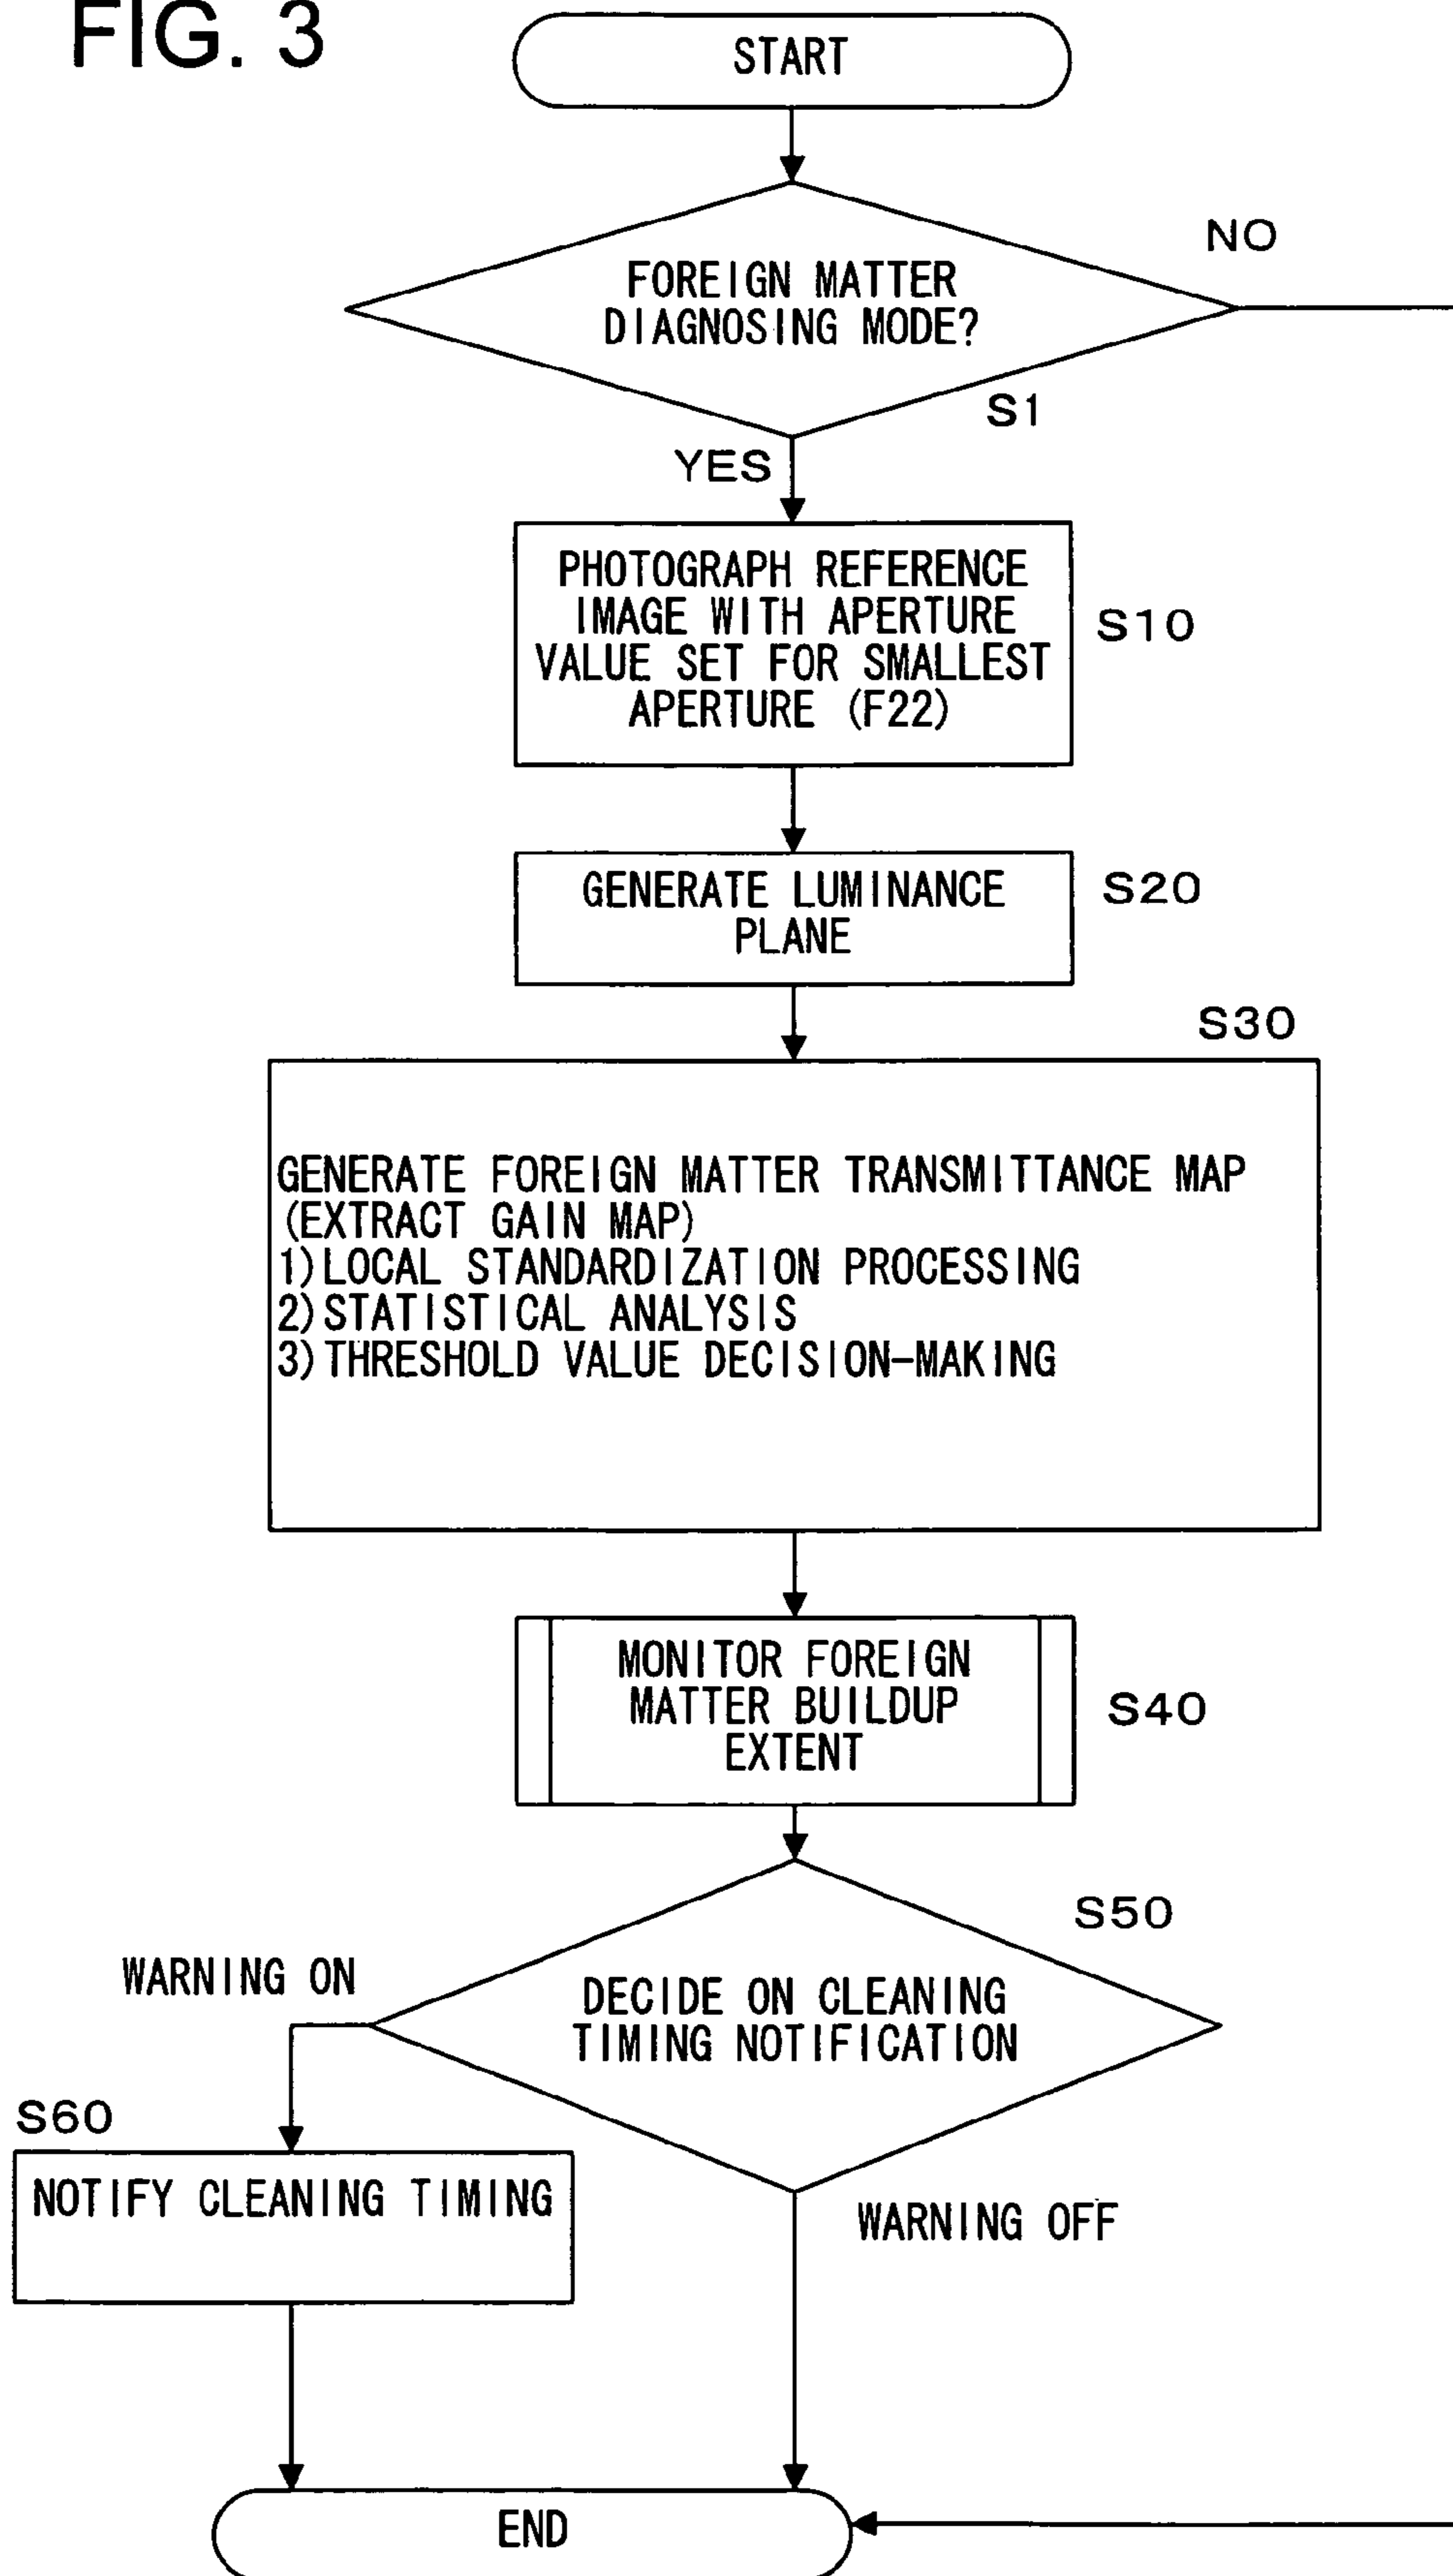 FIG. 3
START
FOREIGN MATTER
DIAGNOSING MODE?
NO
S1
YES
PHOTOGRAPH REFERENCE
IMAGE WITH APERTURE
VALUE SET FOR SMALLEST
APERTURE (F22)
S10
GENERATE LUMINANCE
PLANE
S20
S30
GENERATE FOREIGN MATTER TRANSMITTANCE MAP
(EXTRACT GAIN MAP)
1)LOCAL STANDARDIZATION PROCESSING
2)STATISTICAL ANALYSIS
3)THRESHOLD VALUE DECISION-MAKING
MONITOR FOREIGN
MATTER BUILDUP
EXTENT
S40
S50
DECIDE ON CLEANING
TIMING NOTIFICATION
WARNING ON
S60
NOTIFY CLEANING TIMING
WARNING OFF
END